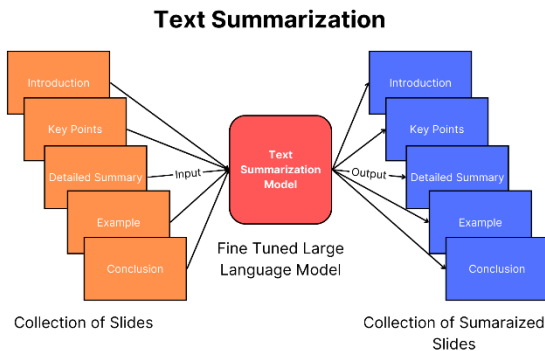 Text Summarization
Introduction
Key Points
Detailed Summary
Example
Conclusion
Input
Text
Summarization
Model
Output
Introduction
Key Points
Detailed Summary
Example
Conclusion
Fine Tuned Large
Language Model
Collection of Slides
Collection of Sumaraized
Slides